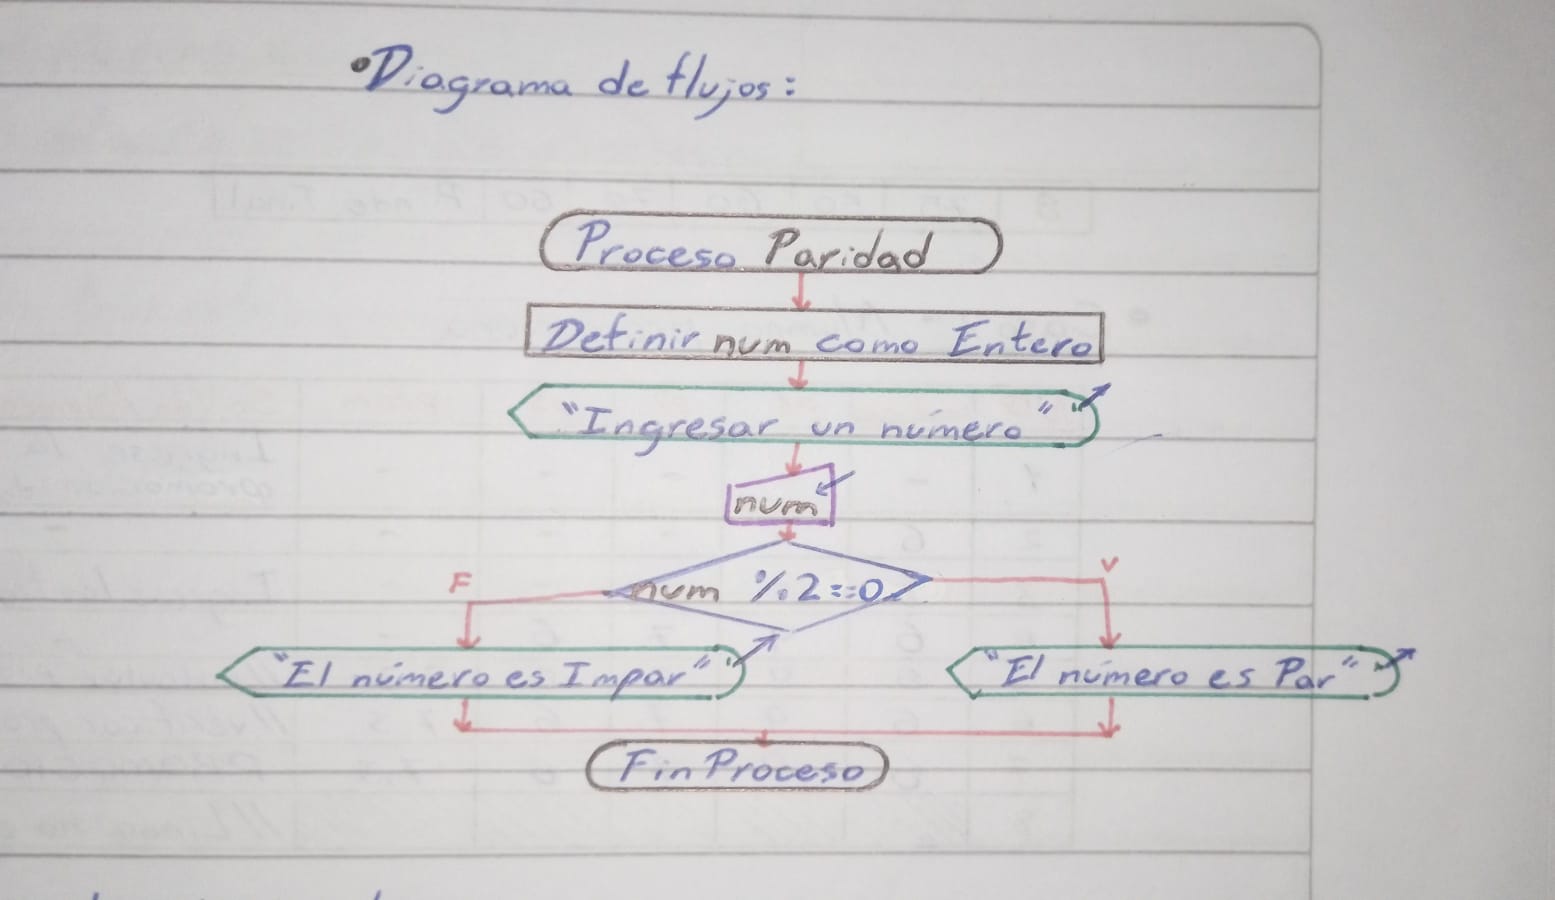 •Diagrama de flujos:
Proceso Paridad
Definir num como Entero
"Ingresar un número"
num
num %2==0
F
V
"El número es Impar"
"El número es Par"
FinProceso